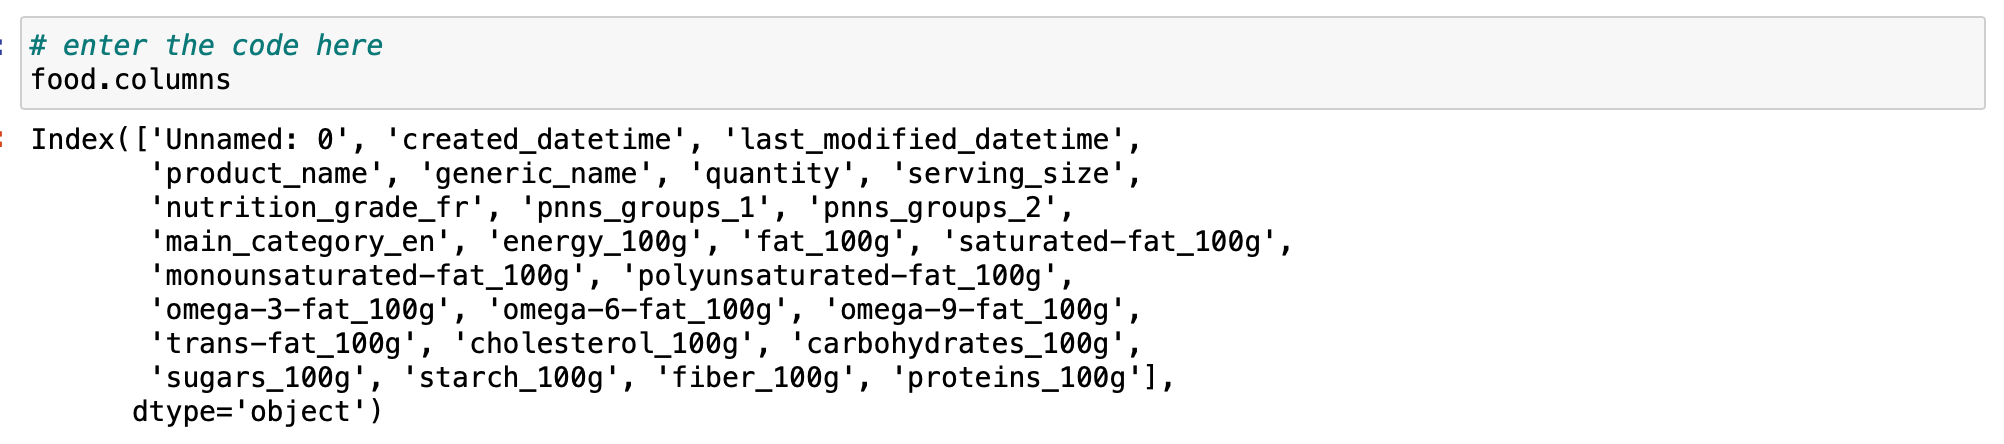 # enter the code here
food.columns
Index(['Unnamed: 0', 'created_datetime', 'last_modified_datetime',
'product_name', 'generic_name', 'quantity', 'serving_size',
'nutrition_grade_fr', 'pnns_groups_1', 'pnns_groups_2',
'main_category_en', 'energy_100g', 'fat_100g', 'saturated-fat_100g',
'monounsaturated-fat_100g', 'polyunsaturated-fat_100g',
'omega-3-fat_100g', 'omega-6-fat_100g', 'omega-9-fat_100g',
'trans-fat_100g', 'cholesterol_100g', 'carbohydrates_100g',
'sugars_100g', 'starch_100g', 'fiber_100g', 'proteins_100g'],
dtype='object')